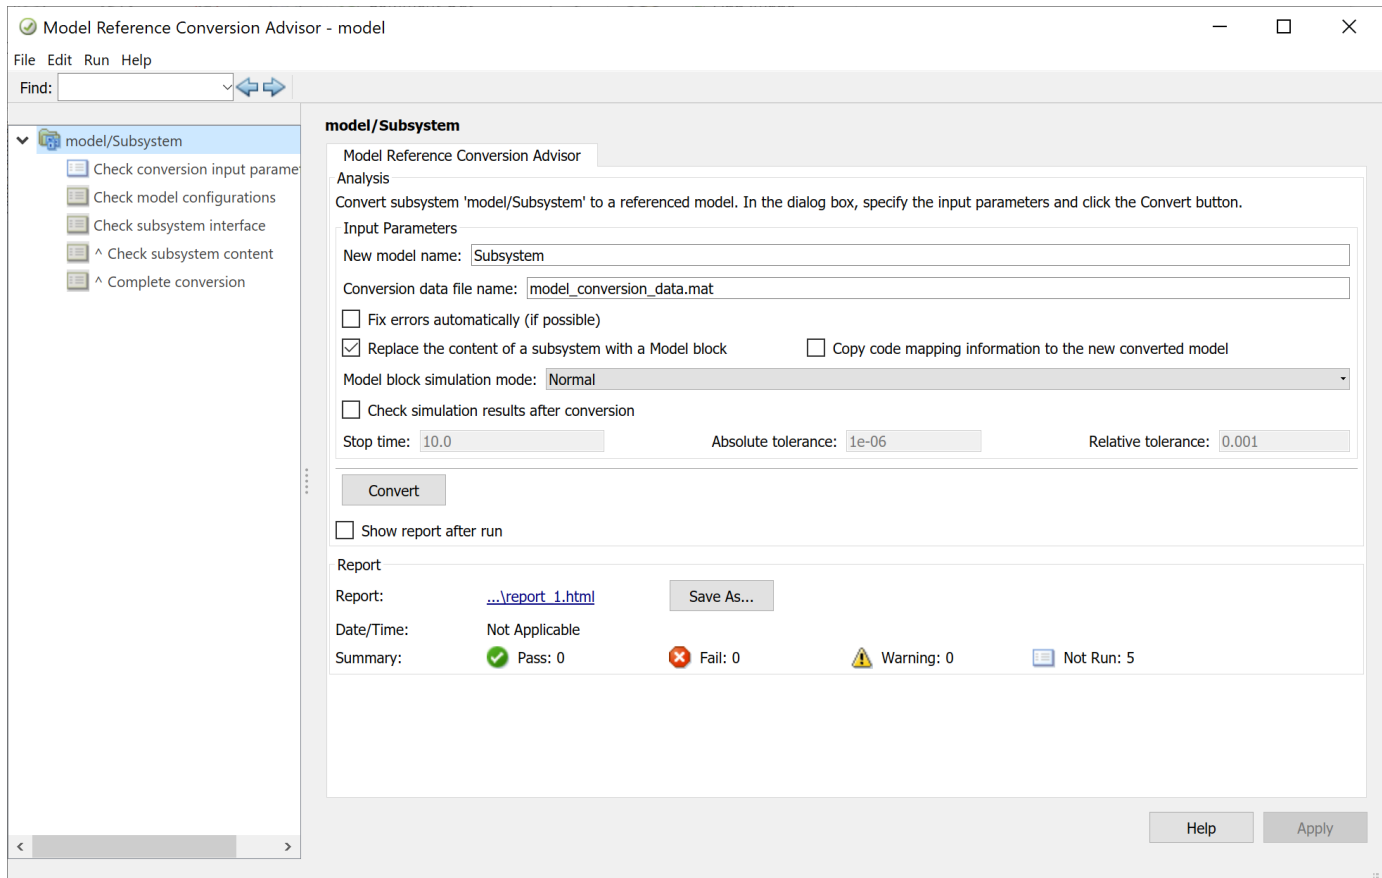 Model Reference Conversion Advisor - model
File Edit Run Help
Find:
model/Subsystem
Check conversion input parame
Check model configurations
Check subsystem interface
^ Check subsystem content
^ Complete conversion
model/Subsystem
Model Reference Conversion Advisor
Analysis
Convert subsystem 'model/Subsystem' to a referenced model. In the dialog box, specify the input parameters and click the Convert button.
Input Parameters
New model name: Subsystem
Conversion data file name: model_conversion_data.mat
Fix errors automatically (if possible)
Replace the content of a subsystem with a Model block Copy code mapping information to the new converted model
Model block simulation mode: Normal
Check simulation results after conversion
Stop time: 10.0 Absolute tolerance: 1e-06 Relative tolerance: 0.001
Convert
Show report after run
Report
Report: ...\report_1.html Save As...
Date/Time: Not Applicable
Summary: Pass: 0 Fail: 0 Warning: 0 Not Run: 5
Help Apply